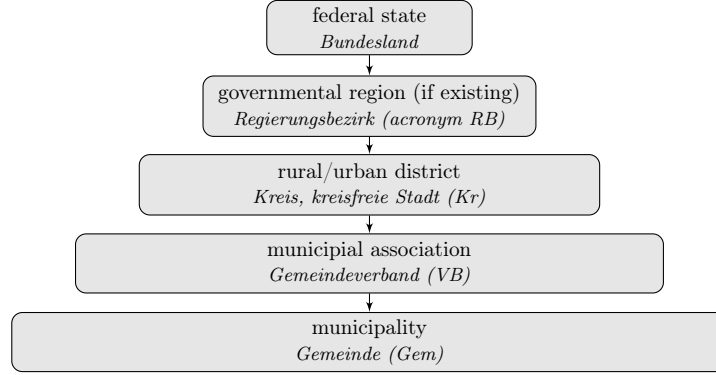 federal state
Bundesland
governmental region (if existing)
Regierungsbezirk (acronym RB)
rural/urban district
Kreis, kreisfreie Stadt (Kr)
municipial association
Gemeindeverband (VB)
municipality
Gemeinde (Gem)